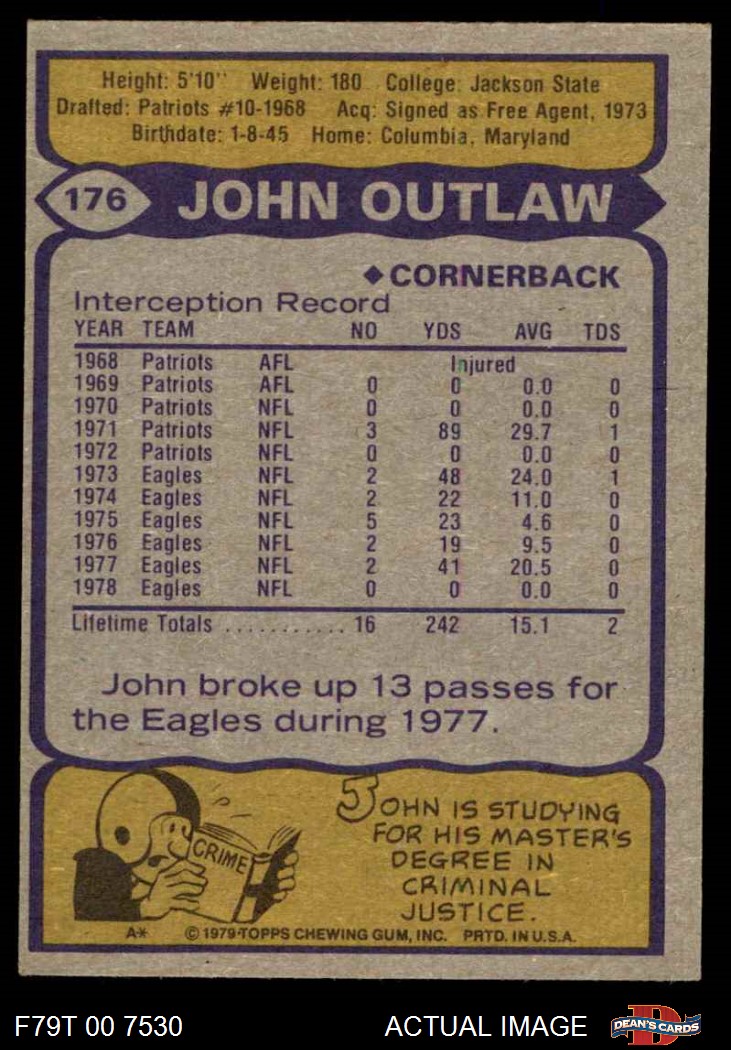 Height: 5'10" Weight: 180 College: Jackson State
Drafted: Patriots #10-1968 Acq: Signed as Free Agent, 1973
Birthdate: 1-8-45 Home: Columbia, Maryland
176 JOHN OUTLAW
◆CORNERBACK
Interception Record
YEAR TEAM NO YDS AVG TDS
1968 Patriots AFL Injured
1969 Patriots AFL 0 0 0.0 0
1970 Patriots NFL 0 0 0.0 0
1971 Patriots NFL 3 89 29.7 1
1972 Patriots NFL 0 0 0.0 0
1973 Eagles NFL 2 48 24.0 1
1974 Eagles NFL 2 22 11.0 0
1975 Eagles NFL 5 23 4.6 0
1976 Eagles NFL 2 19 9.5 0
1977 Eagles NFL 2 41 20.5 0
1978 Eagles NFL 0 0 0.0 0
Lifetime Totals ........... 16 242 15.1 2
John broke up 13 passes for
the Eagles during 1977.
CRIME
JOHN IS STUDYING
FOR HIS MASTER'S
DEGREE IN
CRIMINAL
JUSTICE.
A* © 1979 TOPPS CHEWING GUM, INC. PRTD. IN U.S.A.
F79T 00 7530 ACTUAL IMAGE D DEAN'S CARDS